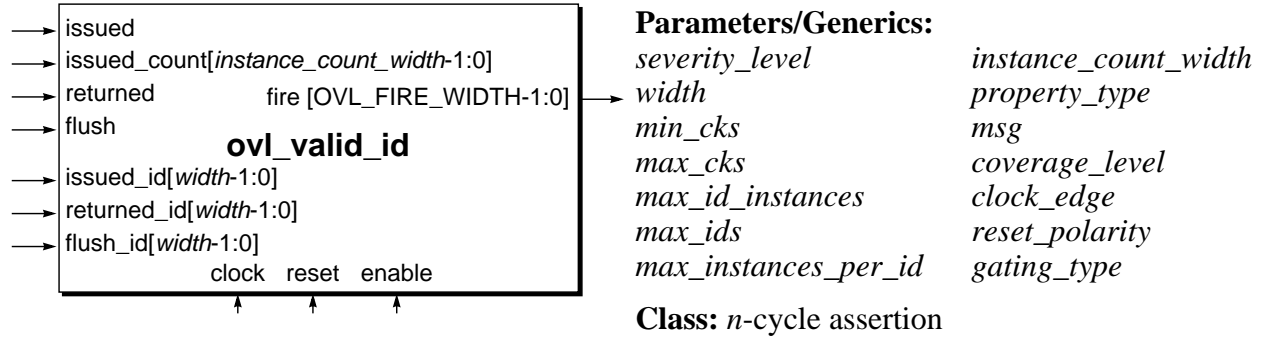 issued
issued_count[instance_count_width-1:0]
returned
fire [OVL_FIRE_WIDTH-1:0]
flush
ovl_valid_id
issued_id[width-1:0]
returned_id[width-1:0]
flush_id[width-1:0]
clock reset enable
Parameters/Generics:
severity_level instance_count_width
width property_type
min_cks msg
max_cks coverage_level
max_id_instances clock_edge
max_ids reset_polarity
max_instances_per_id gating_type
Class: n-cycle assertion